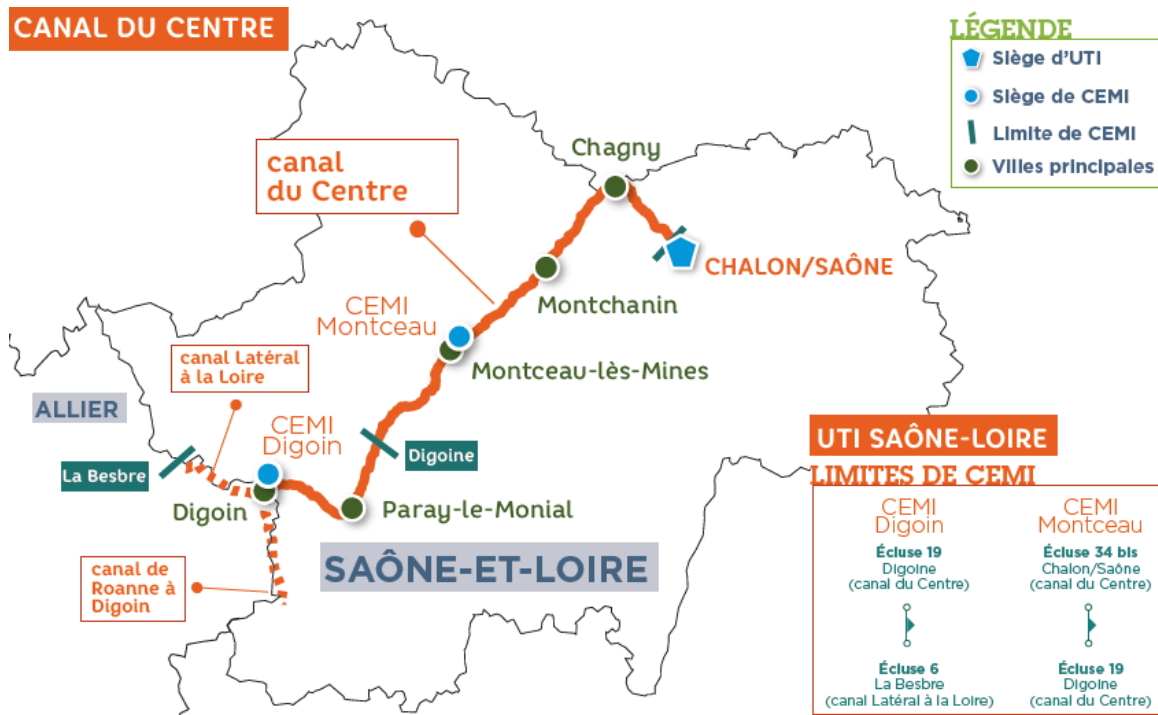 CANAL DU CENTRE
LÉGENDE
Siège d'UTI
Siège de CEMI
Limite de CEMI
Villes principales
Chagny
canal
du Centre
CHALON/SAÔNE
Montchanin
CEMI
Montceau
Montceau-lès-Mines
canal Latéral
à la Loire
ALLIER
CEMI
Digoin
Digoine
La Besbre
Digoin
Paray-le-Monial
SAÔNE-ET-LOIRE
canal de
Roanne à
Digoin
UTI SAÔNE-LOIRE
LIMITES DE CEMI
CEMI
Digoin
Écluse 19
Digoine
(canal du Centre)
Écluse 6
La Besbre
(canal Latéral à la Loire)
CEMI
Montceau
Écluse 34 bis
Chalon/Saône
(canal du Centre)
Écluse 19
Digoine
(canal du Centre)